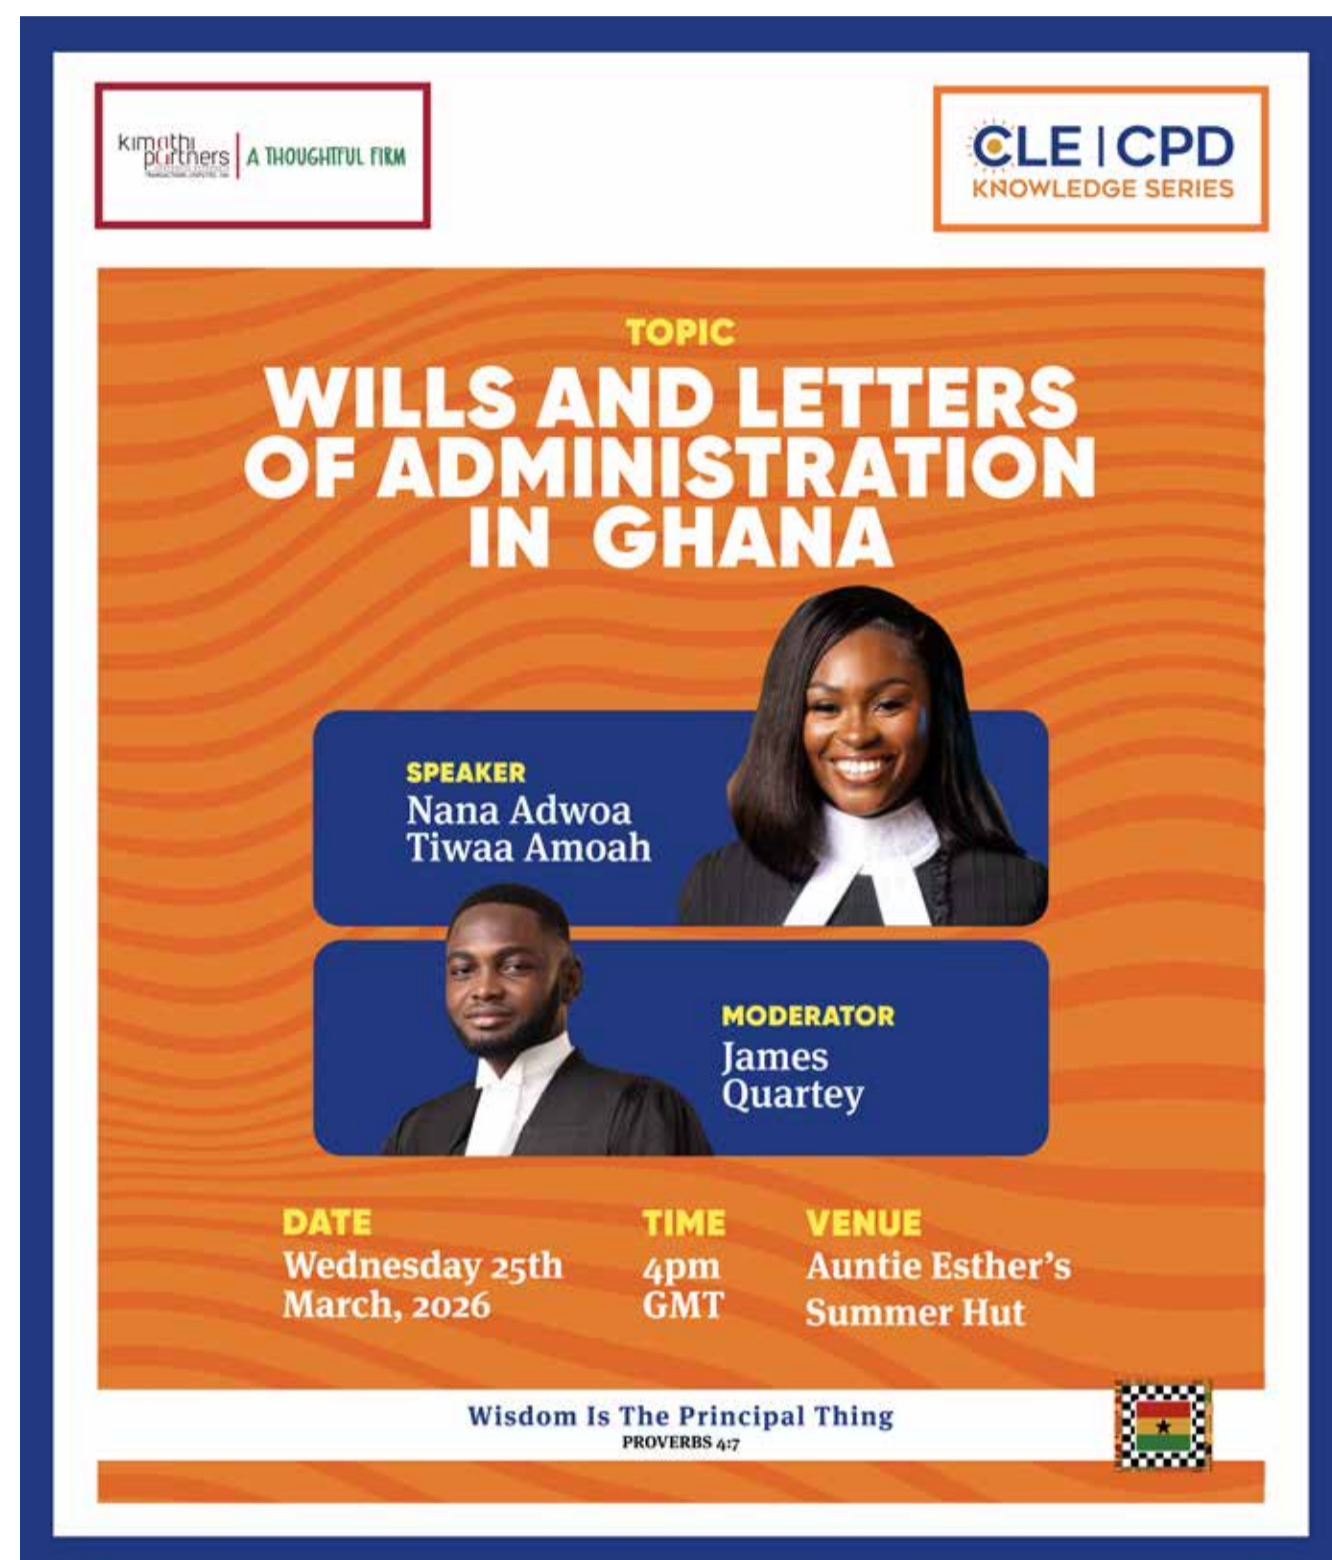 kimathi
partners
A THOUGHTFUL FIRM
CLE | CPD
KNOWLEDGE SERIES
TOPIC
WILLS AND LETTERS
OF ADMINISTRATION
IN GHANA
SPEAKER
Nana Adwoa
Tiwaa Amoah
MODERATOR
James
Quartey
DATE
Wednesday 25th
March, 2026
TIME
4pm
GMT
VENUE
Auntie Esther's
Summer Hut
Wisdom Is The Principal Thing
PROVERBS 4:7